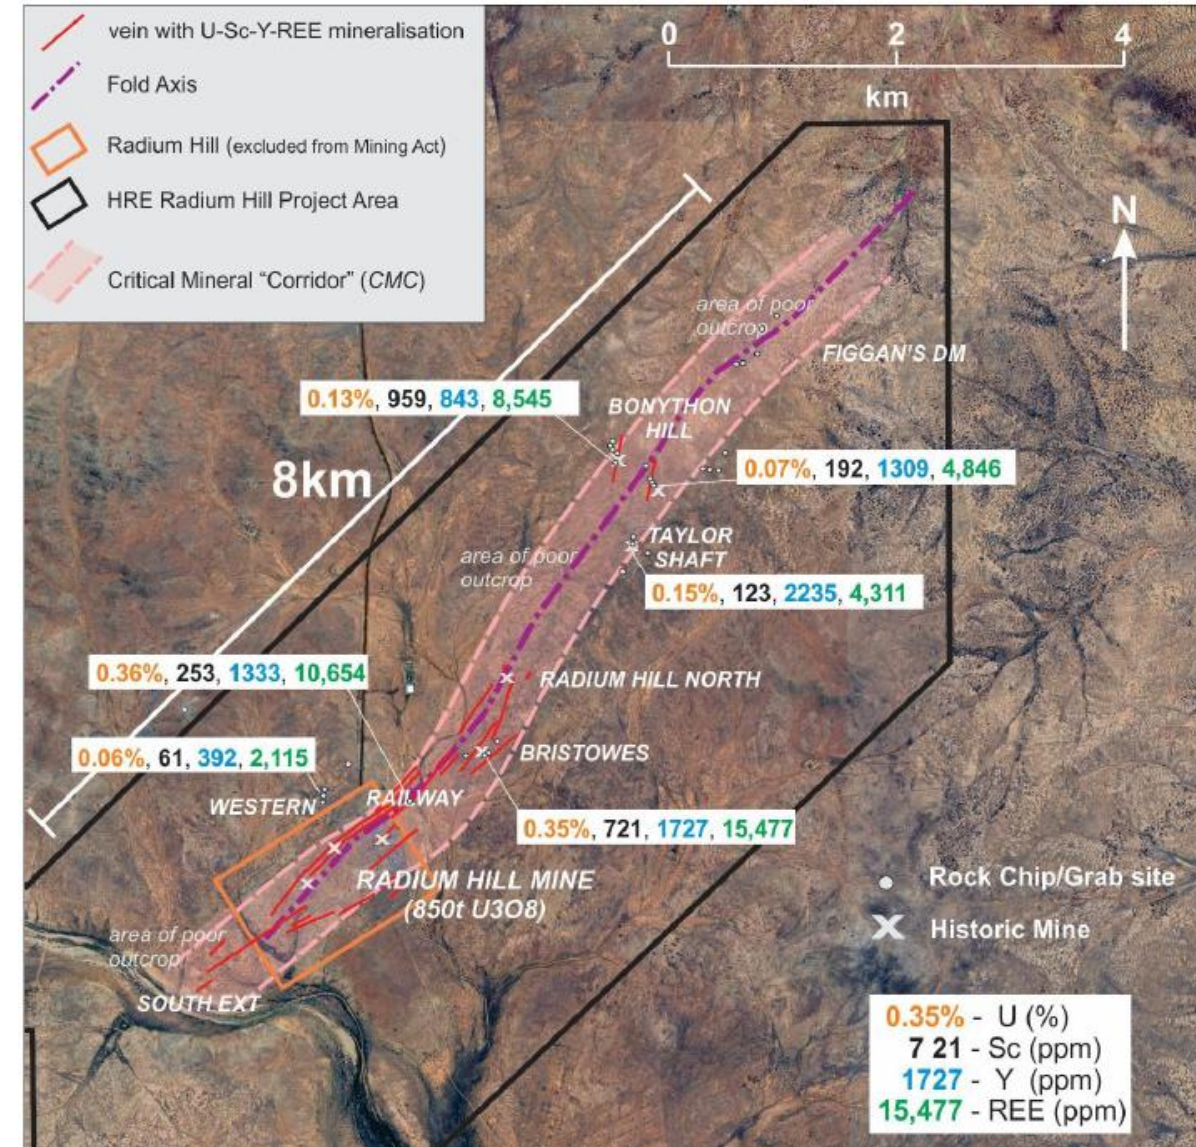 vein with U-Sc-Y-REE mineralisation
Fold Axis
Radium Hill (excluded from Mining Act)
HRE Radium Hill Project Area
Critical Mineral “Corridor” (CMC)
0 2 4
km
N
8km
area of poor
outcrop
FIGGAN'S DM
0.13%, 959, 843, 8,545
BONYTHON
HILL
0.07%, 192, 1309, 4,846
TAYLOR
SHAFT
area of poor
outcrop
0.15%, 123, 2235, 4,311
0.36%, 253, 1333, 10,654
RADIUM HILL NORTH
0.06%, 61, 392, 2,115
BRISTOWES
WESTERN
RAILWAY
0.35%, 721, 1727, 15,477
RADIUM HILL MINE
(850t U3O8)
area of poor
outcrop
SOUTH EXT
Rock Chip/Grab site
Historic Mine
0.35% - U (%)
7 21 - Sc (ppm)
1727 - Y (ppm)
15,477 - REE (ppm)